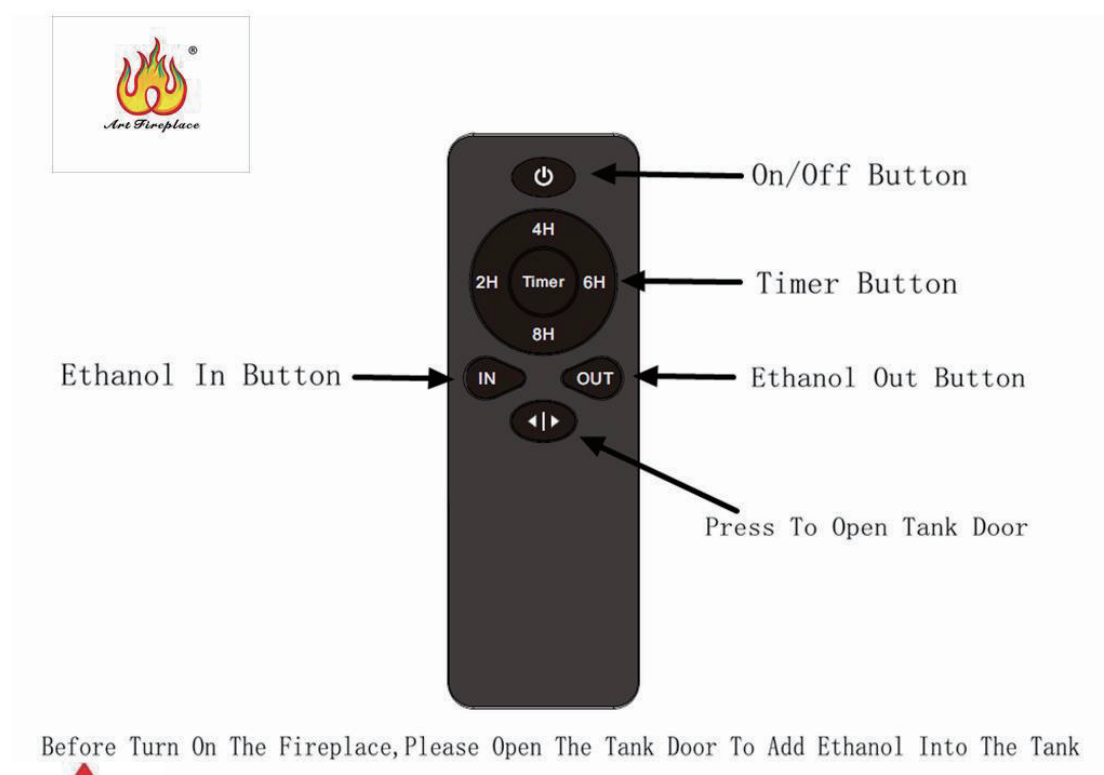 ®
Art Fireplace
On/Off Button
4H
2H Timer 6H
Timer Button
8H
Ethanol In Button
IN OUT
Ethanol Out Button
Press To Open Tank Door
Before Turn On The Fireplace,Please Open The Tank Door To Add Ethanol Into The Tank